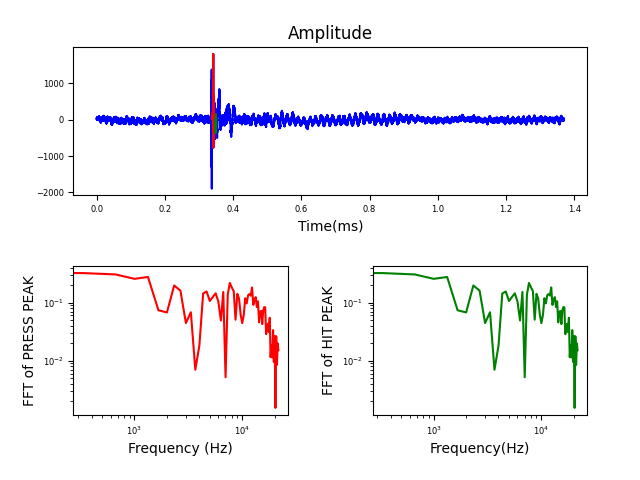 Amplitude
1000
0
−1000
−2000
0.0 0.2 0.4 0.6 0.8 1.0 1.2 1.4
Time(ms)
FFT of PRESS PEAK
10⁻¹
10⁻²
10³ 10⁴
Frequency (Hz)
FFT of HIT PEAK
10⁻¹
10⁻²
10³ 10⁴
Frequency(Hz)